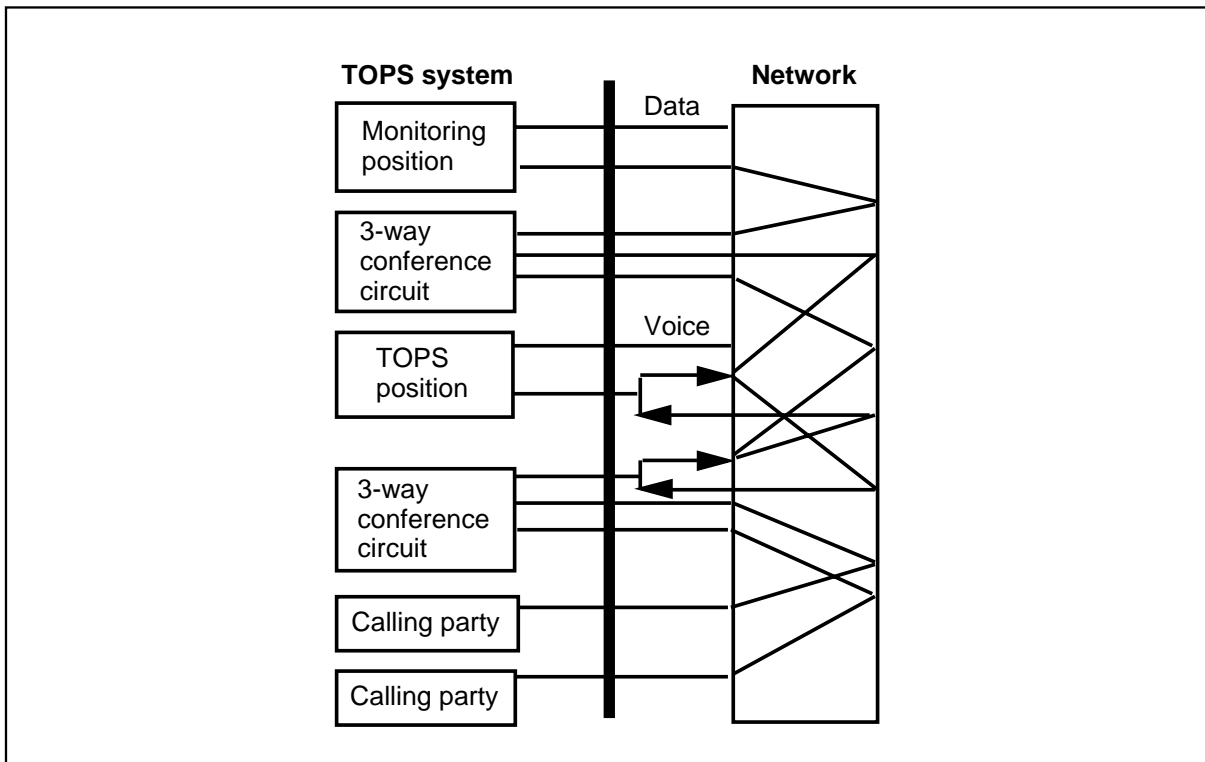 TOPS system
Network
Data
Monitoring
position
3-way
conference
circuit
Voice
TOPS
position
3-way
conference
circuit
Calling party
Calling party